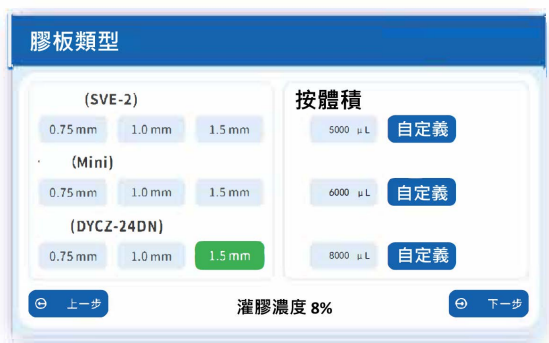 膠板類型
(SVE-2)
0.75 mm 1.0 mm 1.5 mm
(Mini)
0.75 mm 1.0 mm 1.5 mm
(DYCZ-24DN)
0.75 mm 1.0 mm 1.5 mm
按體積
5000 μL 自定義
6000 μL 自定義
8000 μL 自定義
上一步
灌膠濃度 8%
下一步